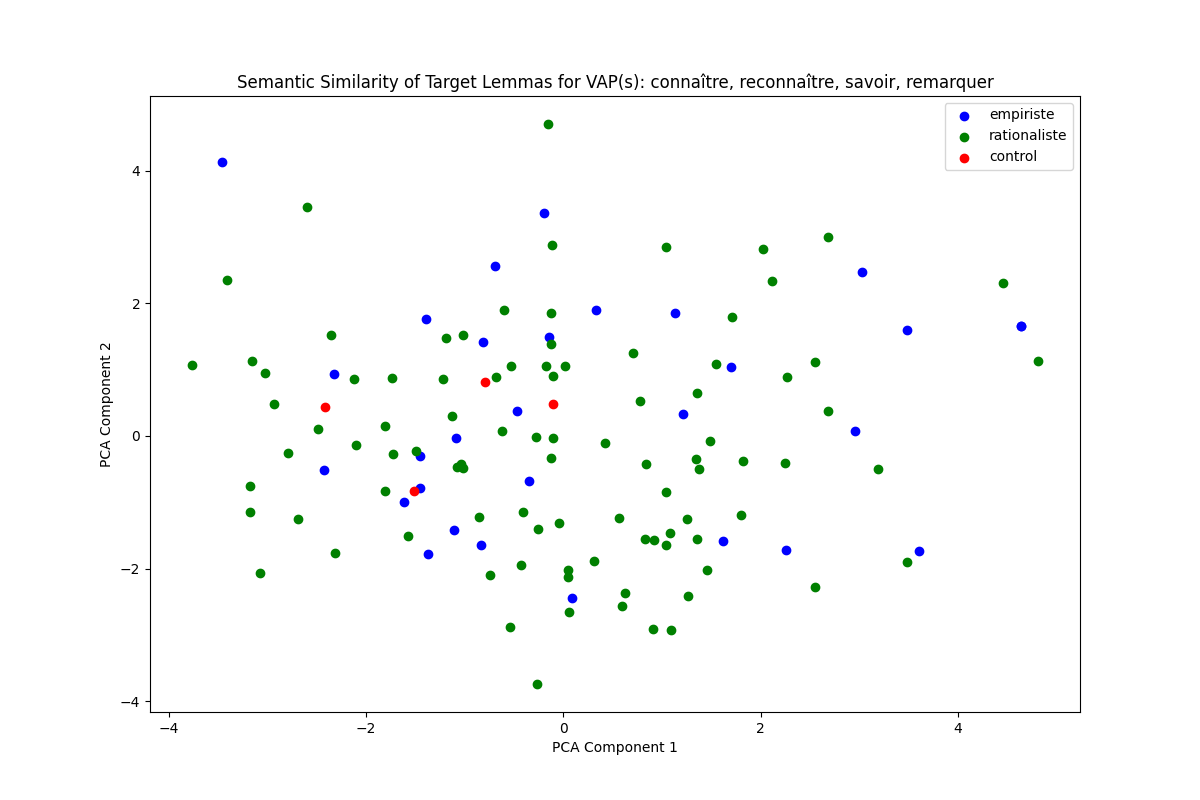 Semantic Similarity of Target Lemmas for VAP(s): connaître, reconnaître, savoir, remarquer
empiriste
rationaliste
control
4
2
0
−2
−4
PCA Component 2
−4
−2
0
2
4
PCA Component 1